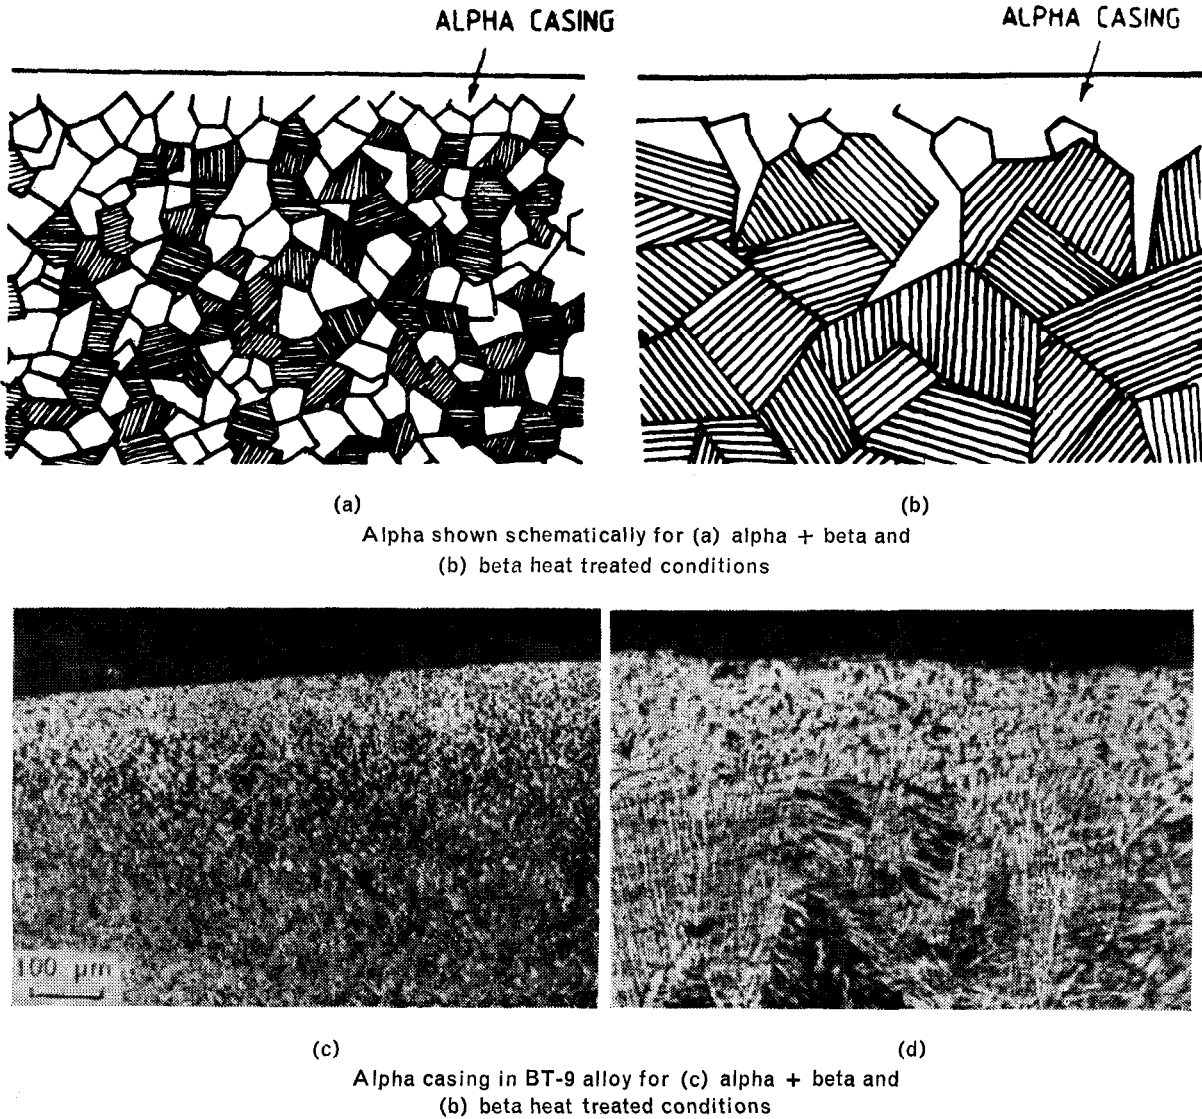 ALPHA CASING
ALPHA CASING
(a)
(b)
Alpha shown schematically for (a) alpha + beta and
(b) beta heat treated conditions
100 μm
(c)
(d)
Alpha casing in BT-9 alloy for (c) alpha + beta and
(b) beta heat treated conditions